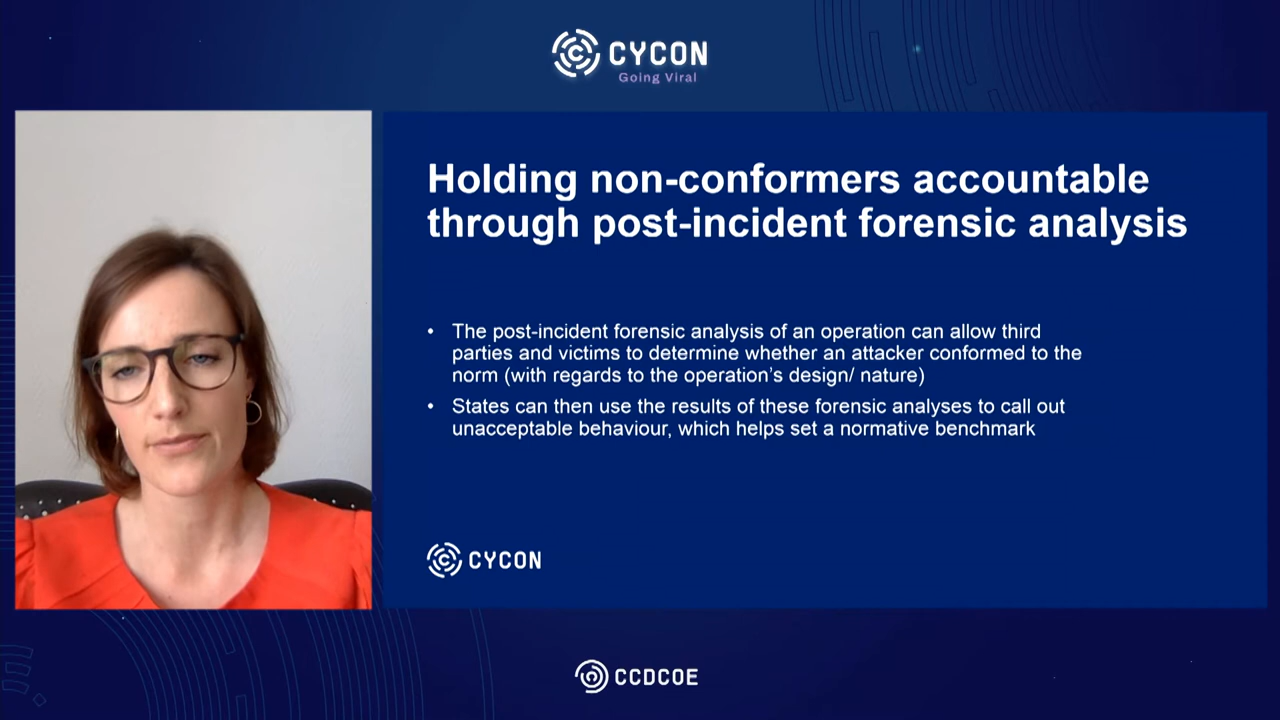 CYCON
Going Viral
Holding non-conformers accountable
through post-incident forensic analysis
• The post-incident forensic analysis of an operation can allow third
parties and victims to determine whether an attacker conformed to the
norm (with regards to the operation's design/ nature)
• States can then use the results of these forensic analyses to call out
unacceptable behaviour, which helps set a normative benchmark
CYCON
CCDCOE